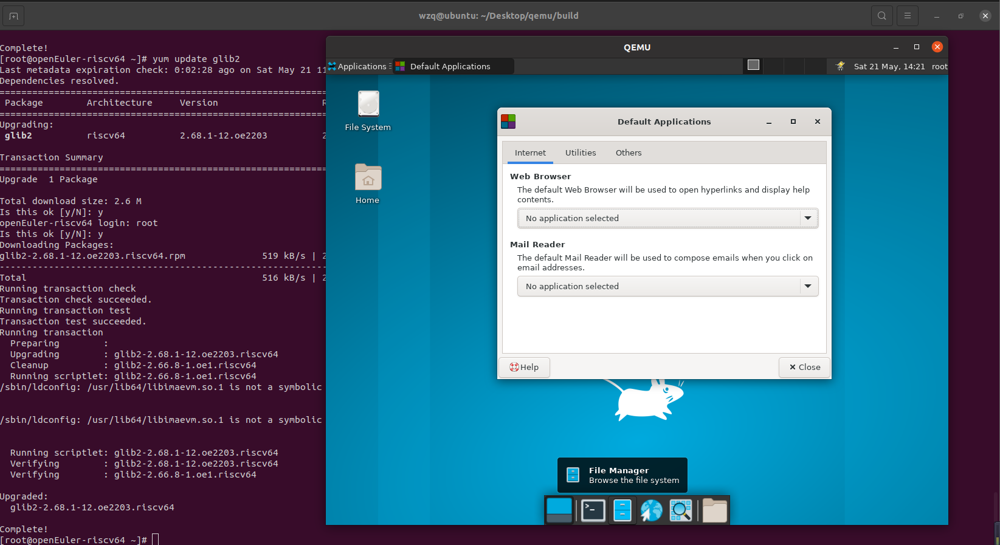 wzq@ubuntu: ~/Desktop/qemu/build
Complete!
[root@openEuler-riscv64 ~]# yum update glib2
Last metadata expiration check: 0:02:28 ago on Sat May 21 11
Dependencies resolved.
================================================================
Package Architecture Version R
================================================================
Upgrading:
glib2 riscv64 2.68.1-12.oe2203 2
Transaction Summary
================================================================
Upgrade 1 Package
Total download size: 2.6 M
Is this ok [y/N]: y
openEuler-riscv64 login: root
Is this ok [y/N]: y
Downloading Packages:
glib2-2.68.1-12.oe2203.riscv64.rpm 519 kB/s | 2
----------------------------------------------------------------
Total 516 kB/s | 2
Running transaction check
Transaction check succeeded.
Running transaction test
Transaction test succeeded.
Running transaction
Preparing :
Upgrading : glib2-2.68.1-12.oe2203.riscv64
Cleanup : glib2-2.66.8-1.oe1.riscv64
Running scriptlet: glib2-2.66.8-1.oe1.riscv64
/sbin/ldconfig: /usr/lib64/libimaevm.so.1 is not a symbolic
/sbin/ldconfig: /usr/lib64/libimaevm.so.1 is not a symbolic
Running scriptlet: glib2-2.68.1-12.oe2203.riscv64
Verifying : glib2-2.68.1-12.oe2203.riscv64
Verifying : glib2-2.66.8-1.oe1.riscv64
Upgraded:
glib2-2.68.1-12.oe2203.riscv64
Complete!
[root@openEuler-riscv64 ~]#
QEMU
Applications
Default Applications
Sat 21 May, 14:21 root
File System
Home
Default Applications
Internet Utilities Others
Web Browser
The default Web Browser will be used to open hyperlinks and display help
contents.
No application selected
Mail Reader
The default Mail Reader will be used to compose emails when you click on
email addresses.
No application selected
Help
Close
File Manager
Browse the file system